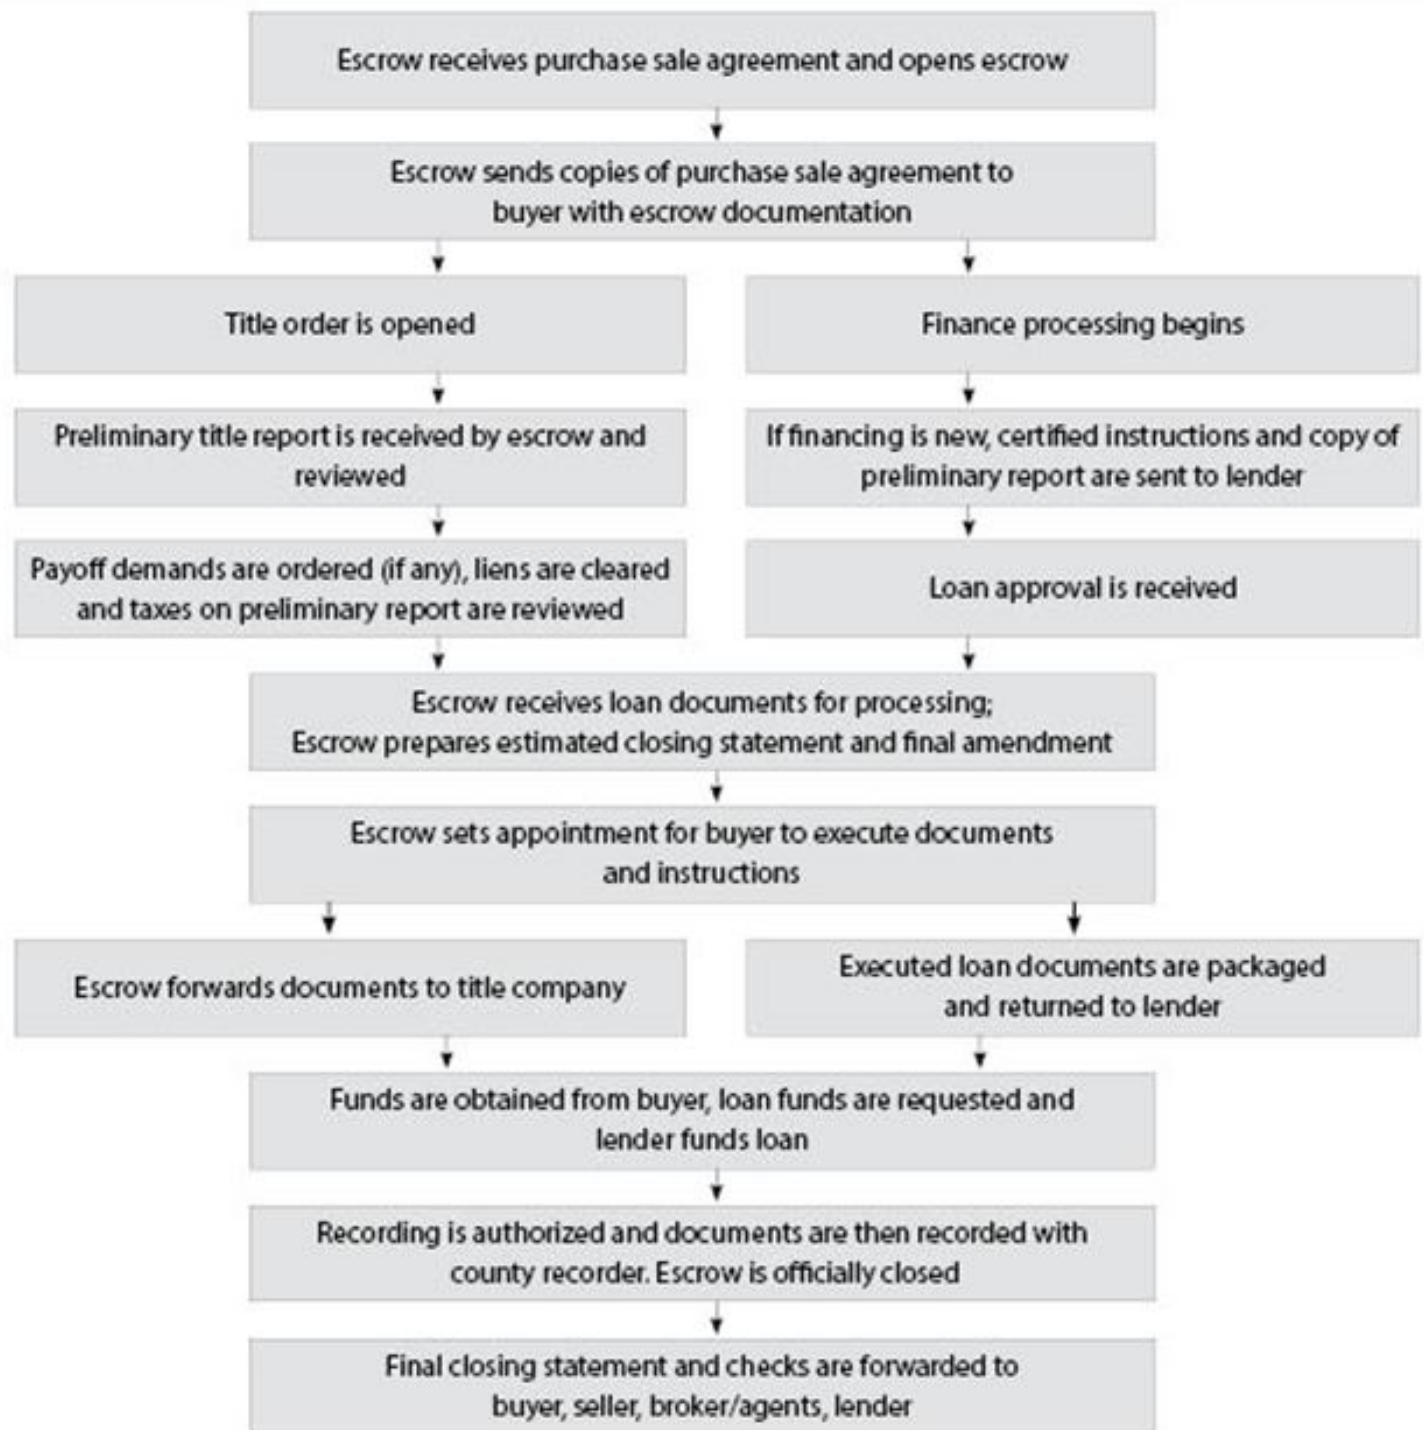 Escrow receives purchase sale agreement and opens escrow
Escrow sends copies of purchase sale agreement to
buyer with escrow documentation
Title order is opened
Finance processing begins
Preliminary title report is received by escrow and
reviewed
If financing is new, certified instructions and copy of
preliminary report are sent to lender
Payoff demands are ordered (if any), liens are cleared
and taxes on preliminary report are reviewed
Loan approval is received
Escrow receives loan documents for processing;
Escrow prepares estimated closing statement and final amendment
Escrow sets appointment for buyer to execute documents
and instructions
Escrow forwards documents to title company
Executed loan documents are packaged
and returned to lender
Funds are obtained from buyer, loan funds are requested and
lender funds loan
Recording is authorized and documents are then recorded with
county recorder. Escrow is officially closed
Final closing statement and checks are forwarded to
buyer, seller, broker/agents, lender